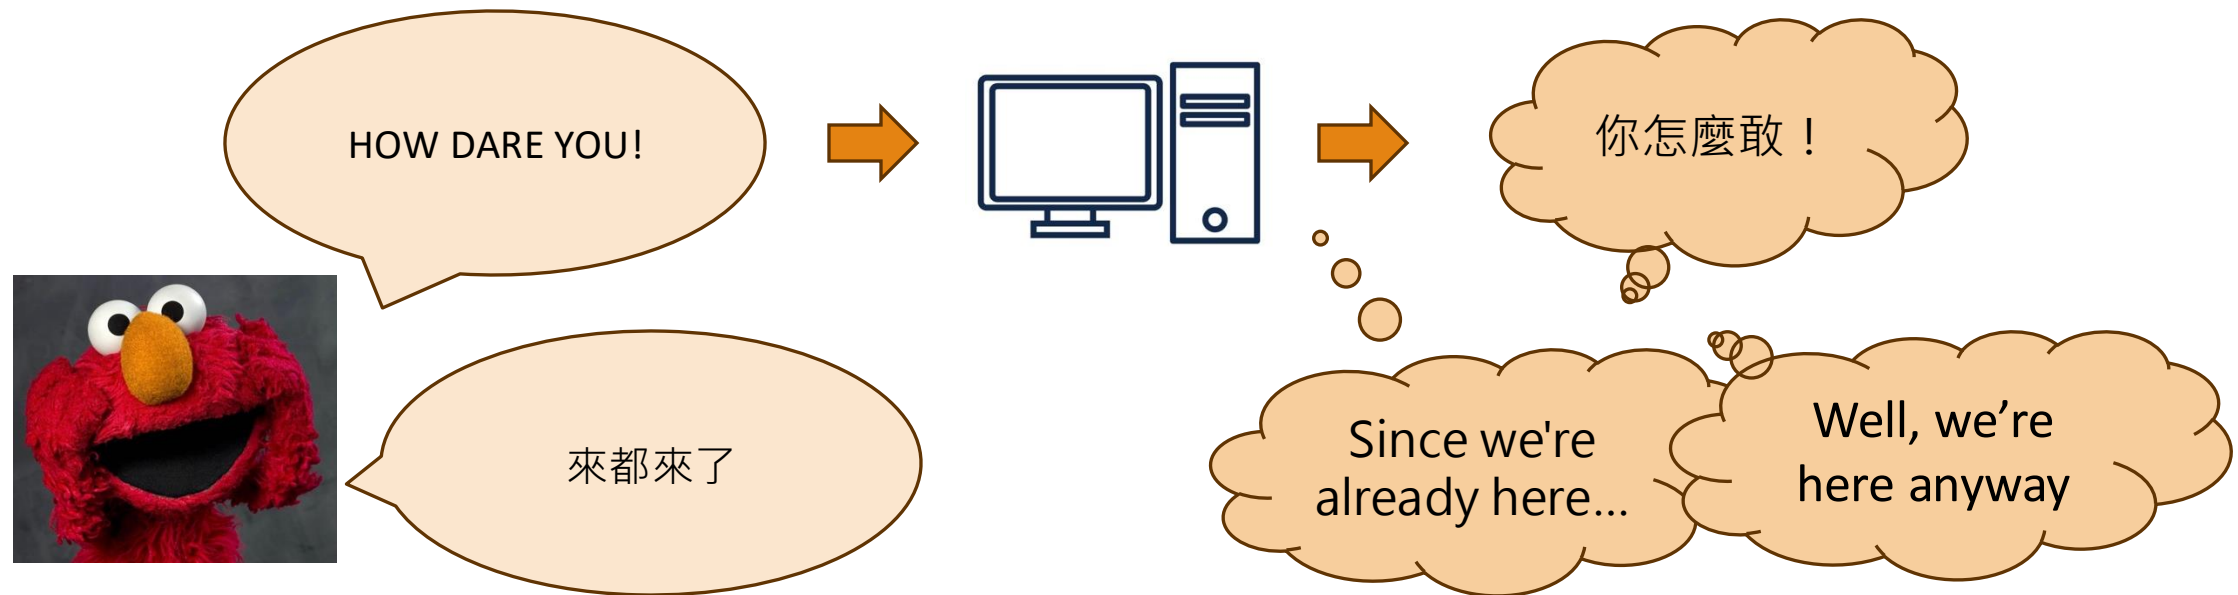 HOW DARE YOU!
你怎麼敢！
來都來了
Since we're
already here...
Well, we’re
here anyway